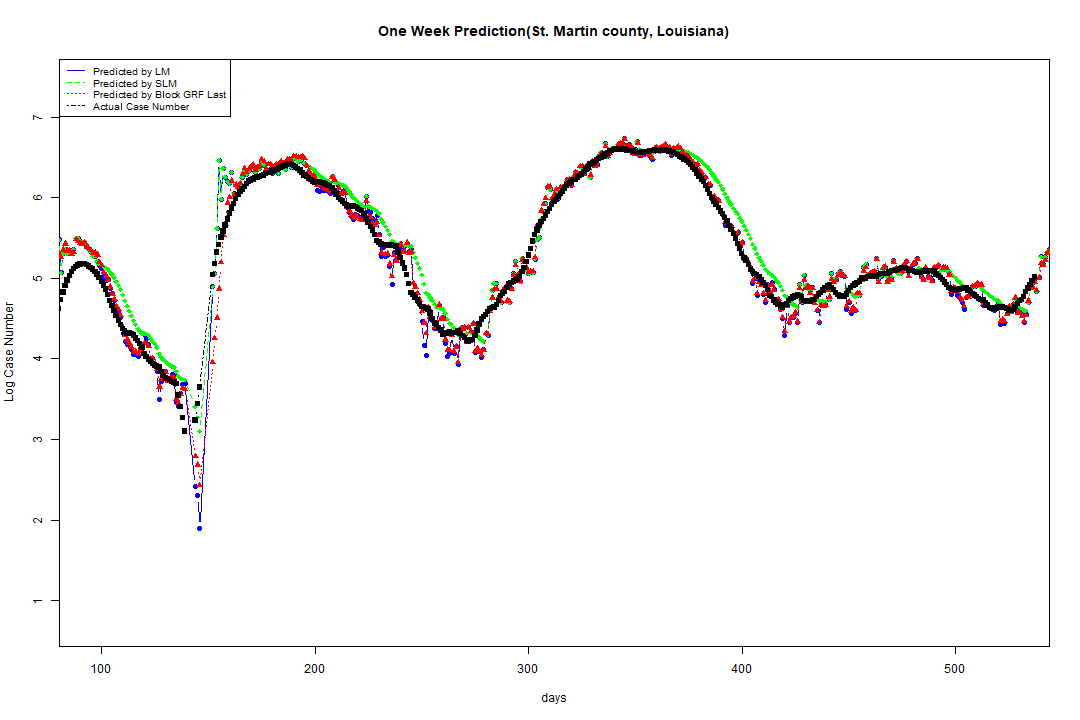 One Week Prediction(St. Martin county, Louisiana)
Predicted by LM
Predicted by SLM
Predicted by Block GRF Last
Actual Case Number
7
6
5
4
3
2
1
Log Case Number
100 200 300 400 500
days